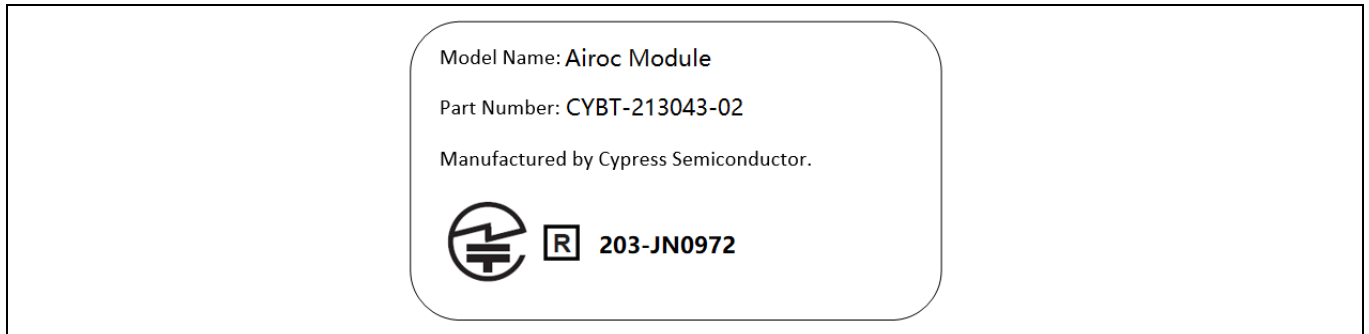 Model Name: Airoc Module
Part Number: CYBT-213043-02
Manufactured by Cypress Semiconductor.
R 203-JN0972